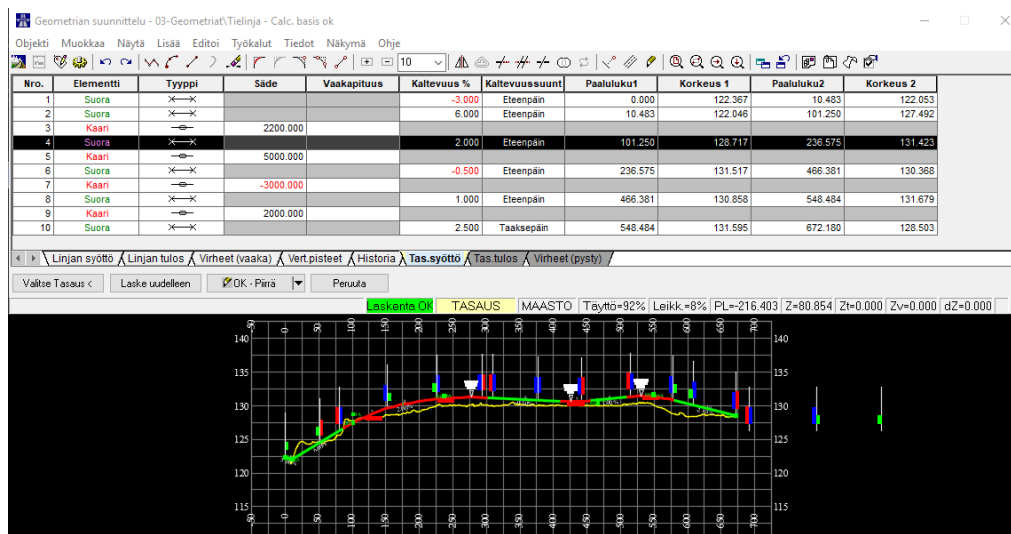 Geometrian suunnittelu - 03-Geometriat\Tielinja - Calc. basis ok
Objekti Muokkaa Näytä Lisää Editoi Työkalut Tiedot Näkymä Ohje
10
Nro. Elementti Tyyppi Säde Vaakapituus Kaltevuus % Kaltevuussuunt Paaluluku1 Korkeus 1 Paaluluku2 Korkeus 2
1 Suora -3.000 Eteenpäin 0.000 122.367 10.483 122.053
2 Suora 6.000 Eteenpäin 10.483 122.046 101.250 127.492
3 Kaari 2200.000
4 Suora 2.000 Eteenpäin 101.250 128.717 236.575 131.423
5 Kaari 5000.000
6 Suora -0.500 Eteenpäin 236.575 131.517 466.381 130.368
7 Kaari -3000.000
8 Suora 1.000 Eteenpäin 466.381 130.858 548.484 131.679
9 Kaari 2000.000
10 Suora 2.500 Taaksepäin 548.484 131.595 672.180 128.503
Linjan syöttö Linjan tulos Virheet (vaaka) Vert.pisteet Historia Tas.syöttö Tas.tulos Virheet (pysty)
Valitse Tasaus < Laske uudelleen OK - Piirrä Peruuta
Laskenta OK TASAUS MAASTO Täyttö=92% Leikk.=8% PL=-216.403 Z=80.854 Zt=0.000 Zv=0.000 dZ=0.000
-50 0 50 100 150 200 250 300 350 400 450 500 550 600 650 700
140 140
135 135
130 130
125 125
120 120
115 115
-50 0 50 100 150 200 250 300 350 400 450 500 550 600 650 700